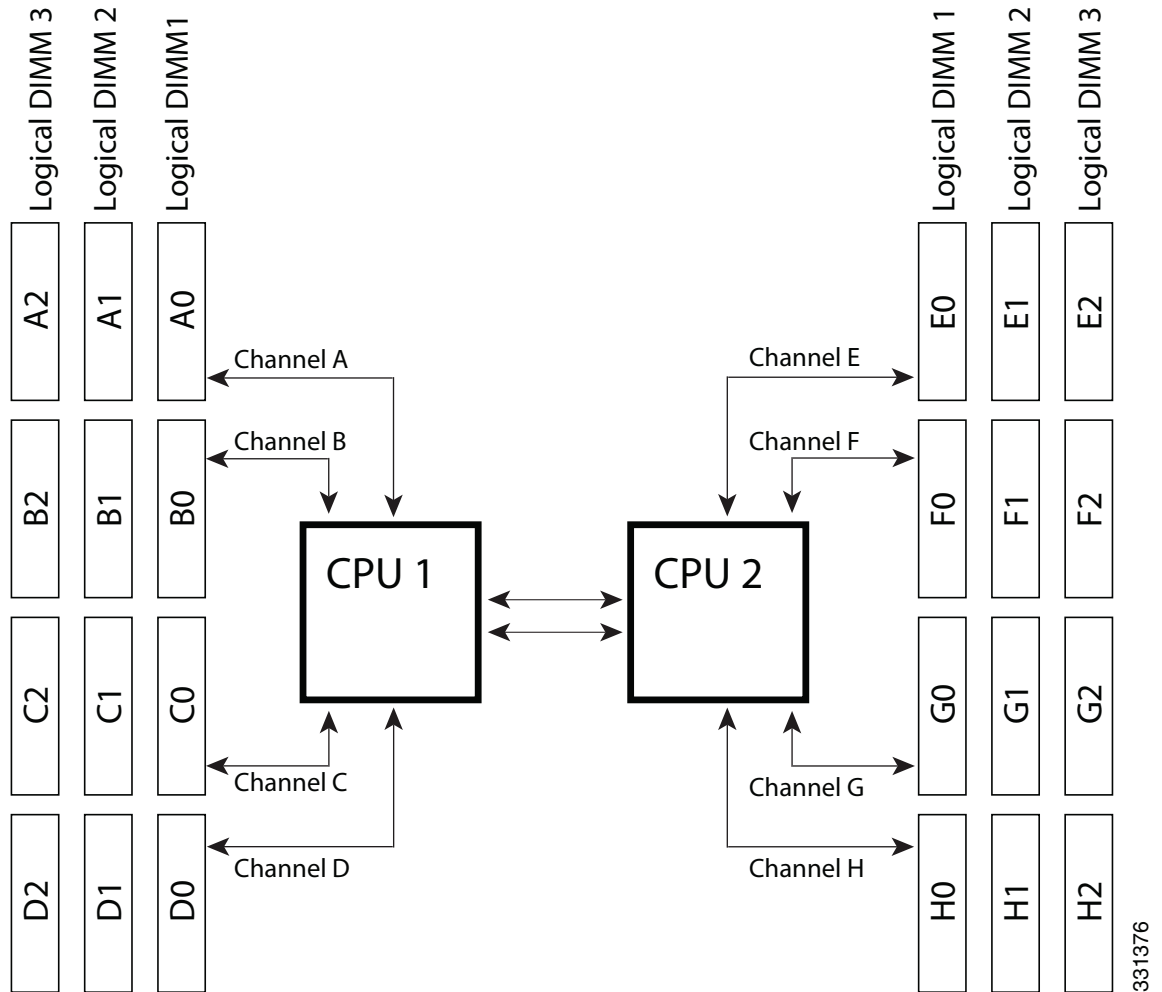 Logical DIMM 3
Logical DIMM 2
Logical DIMM1
Logical DIMM 1
Logical DIMM 2
Logical DIMM 3
A2
A1
A0
Channel A
Channel E
E0
E1
E2
B2
B1
B0
Channel B
Channel F
F0
F1
F2
CPU 1
CPU 2
C2
C1
C0
Channel C
Channel G
G0
G1
G2
D2
D1
D0
Channel D
Channel H
H0
H1
H2
331376